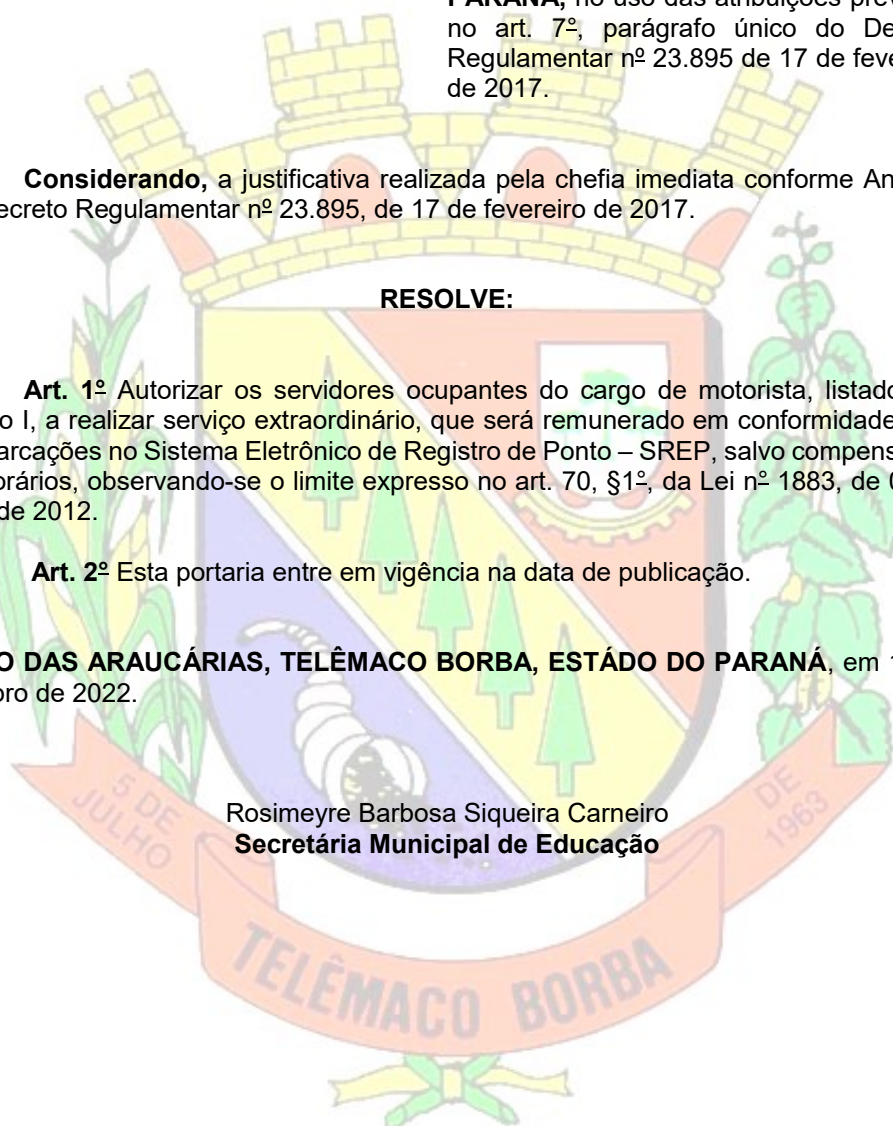 PARANÁ, no uso das atribuições prev
no art. 7º, parágrafo único do De
Regulamentar nº 23.895 de 17 de feve
de 2017.
Considerando, a justificativa realizada pela chefia imediata conforme An
ecreto Regulamentar nº 23.895, de 17 de fevereiro de 2017.
RESOLVE:
Art. 1º Autorizar os servidores ocupantes do cargo de motorista, listado
o I, a realizar serviço extraordinário, que será remunerado em conformidade
arcações no Sistema Eletrônico de Registro de Ponto – SREP, salvo compens
orários, observando-se o limite expresso no art. 70, §1º, da Lei nº 1883, de 0
de 2012.
Art. 2º Esta portaria entre em vigência na data de publicação.
O DAS ARAUCÁRIAS, TELÊMACO BORBA, ESTÁDO DO PARANÁ, em 1
bro de 2022.
Rosimeyre Barbosa Siqueira Carneiro
Secretária Municipal de Educação
5 DE
JULHO
DE
1963
TELÊMACO BORBA